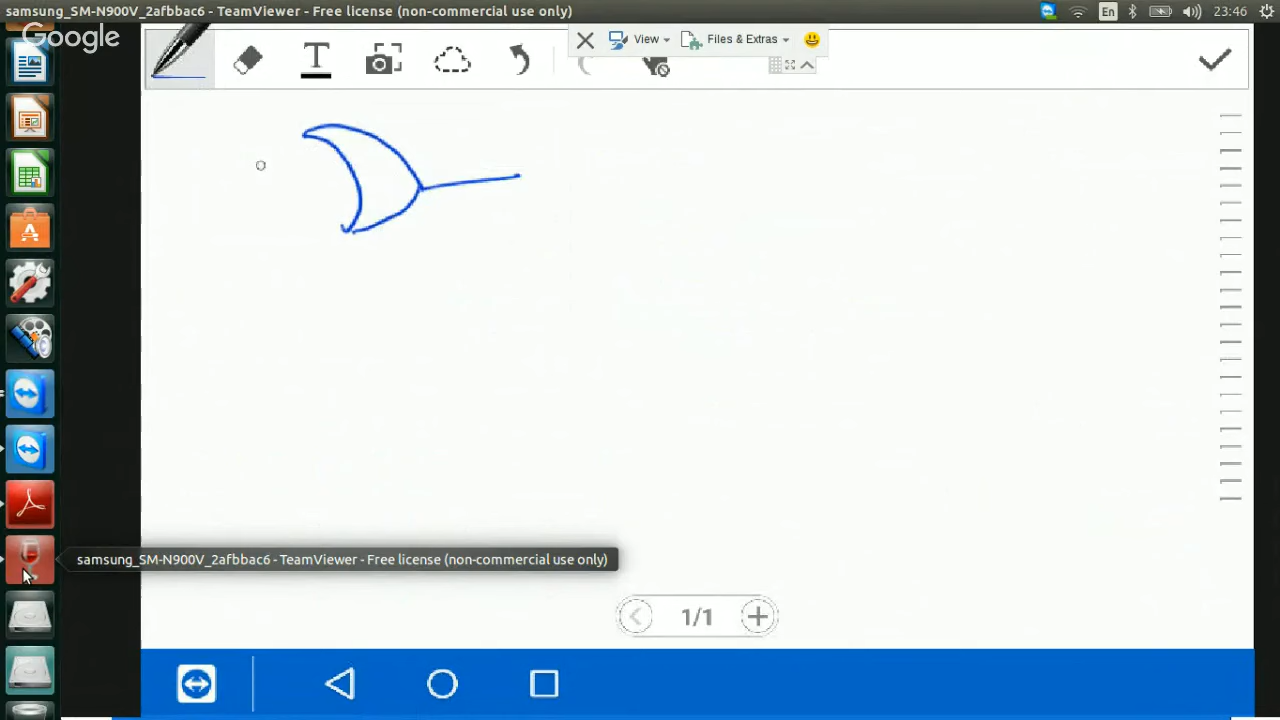 samsung_SM-N900V_2afbbac6 - TeamViewer - Free license (non-commercial use only)
En
23:46
Google
T
View
Files & Extras
samsung_SM-N900V_2afbbac6 - TeamViewer - Free license (non-commercial use only)
1/1